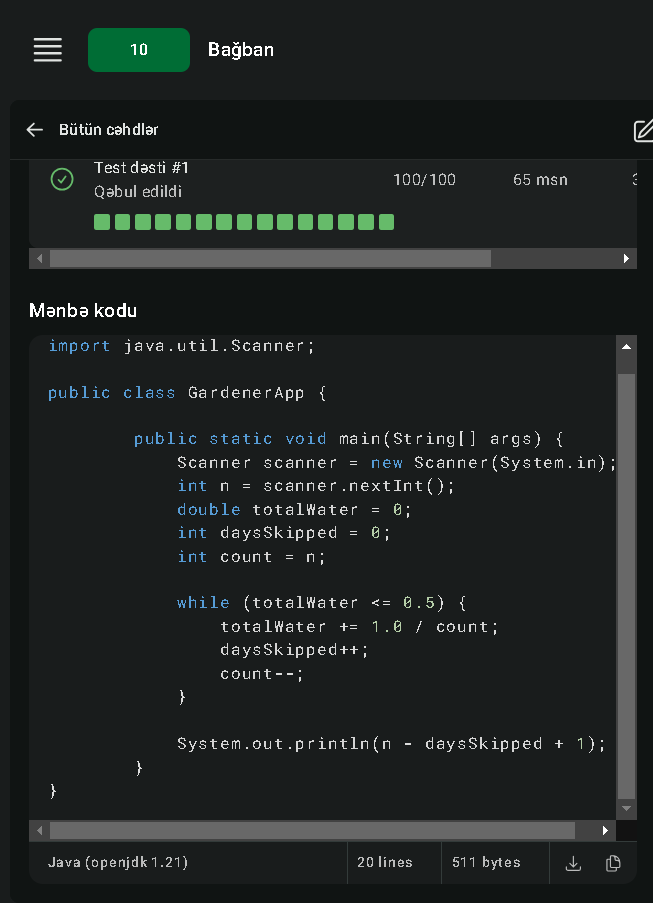 10 Bağban
Bütün cəhdlər
Test dəsti #1
Qəbul edildi
100/100 65 msn
Mənbə kodu
import java.util.Scanner;
public class GardenerApp {
public static void main(String[] args) {
Scanner scanner = new Scanner(System.in);
int n = scanner.nextInt();
double totalWater = 0;
int daysSkipped = 0;
int count = n;
while (totalWater <= 0.5) {
totalWater += 1.0 / count;
daysSkipped++;
count--;
}
System.out.println(n - daysSkipped + 1);
}
}
Java (openjdk 1.21) 20 lines 511 bytes